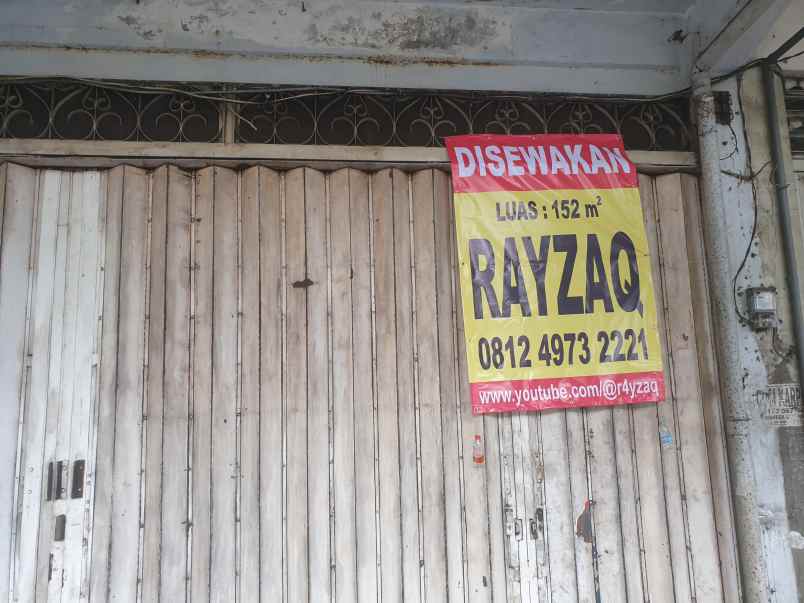 DISEWAKAN
LUAS : 152 m²
RAYZAQ
0812 4973 2221
www.youtube.com/@r4yzaq